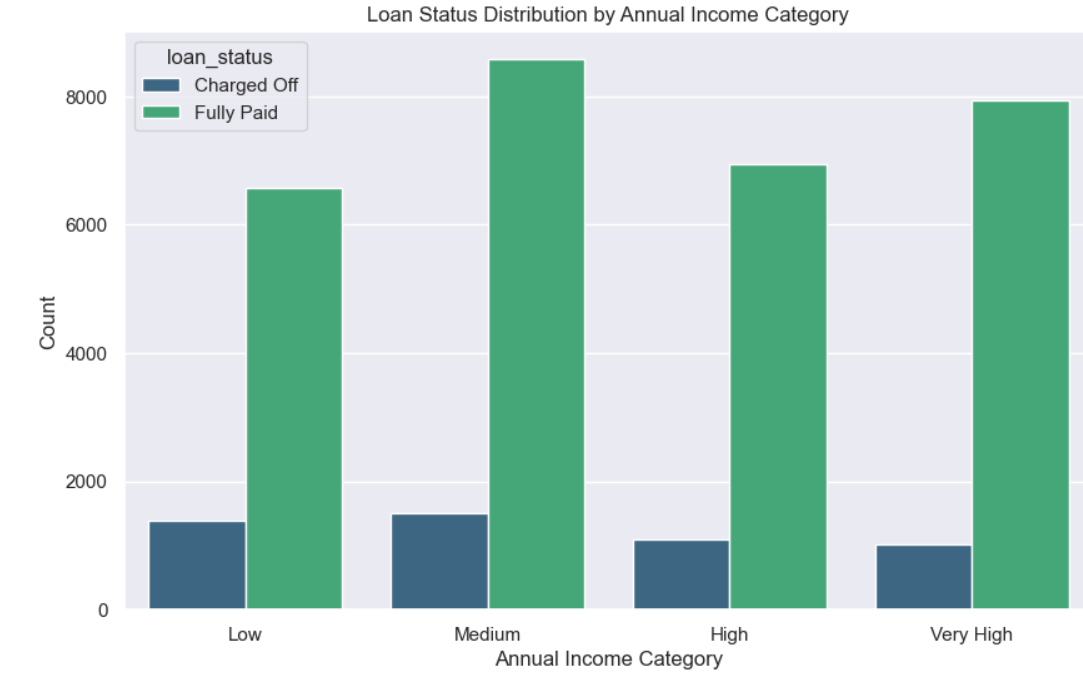 Loan Status Distribution by Annual Income Category
loan_status
Charged Off
Fully Paid
8000
6000
4000
2000
0
Count
Low Medium High Very High
Annual Income Category